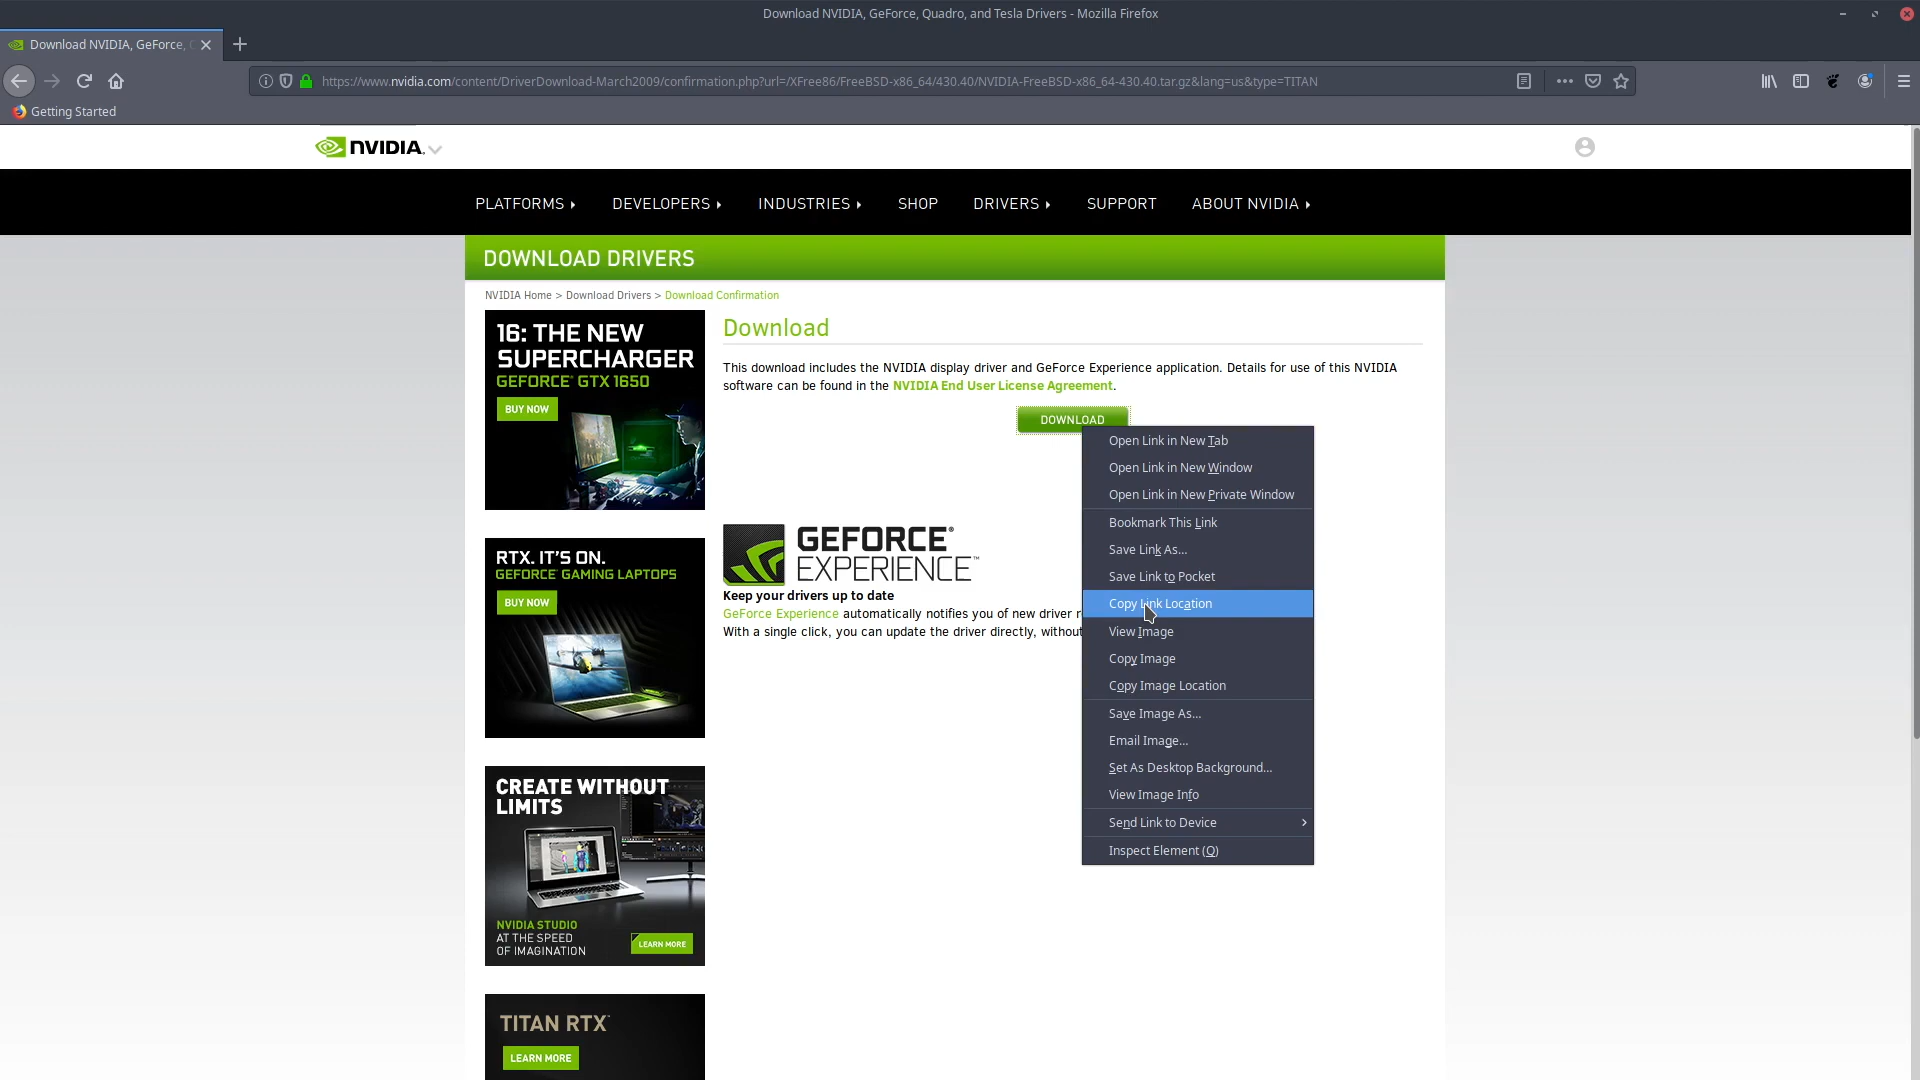 Download NVIDIA, GeForce, Quadro, and Tesla Drivers - Mozilla Firefox
Download NVIDIA, GeForce,
https://www.nvidia.com/content/DriverDownload-March2009/confirmation.php?url=/XFree86/FreeBSD-x86_64/430.40/NVIDIA-FreeBSD-x86_64-430.40.tar.gz&lang=us&type=TITAN
Getting Started
NVIDIA.
PLATFORMS DEVELOPERS INDUSTRIES SHOP DRIVERS SUPPORT ABOUT NVIDIA
DOWNLOAD DRIVERS
NVIDIA Home > Download Drivers > Download Confirmation
16: THE NEW
SUPERCHARGER
GEFORCE® GTX 1650
BUY NOW
Download
This download includes the NVIDIA display driver and GeForce Experience application. Details for use of this NVIDIA
software can be found in the NVIDIA End User License Agreement.
DOWNLOAD
Open Link in New Tab
Open Link in New Window
Open Link in New Private Window
Bookmark This Link
Save Link As...
Save Link to Pocket
Copy Link Location
View Image
Copy Image
Copy Image Location
Save Image As...
Email Image...
Set As Desktop Background...
View Image Info
Send Link to Device
Inspect Element (Q)
GEFORCE®
EXPERIENCE™
Keep your drivers up to date
GeForce Experience automatically notifies you of new driver
With a single click, you can update the driver directly, without
RTX. IT'S ON.
GEFORCE® GAMING LAPTOPS
BUY NOW
CREATE WITHOUT
LIMITS
NVIDIA STUDIO
AT THE SPEED
OF IMAGINATION
LEARN MORE
TITAN RTX™
LEARN MORE